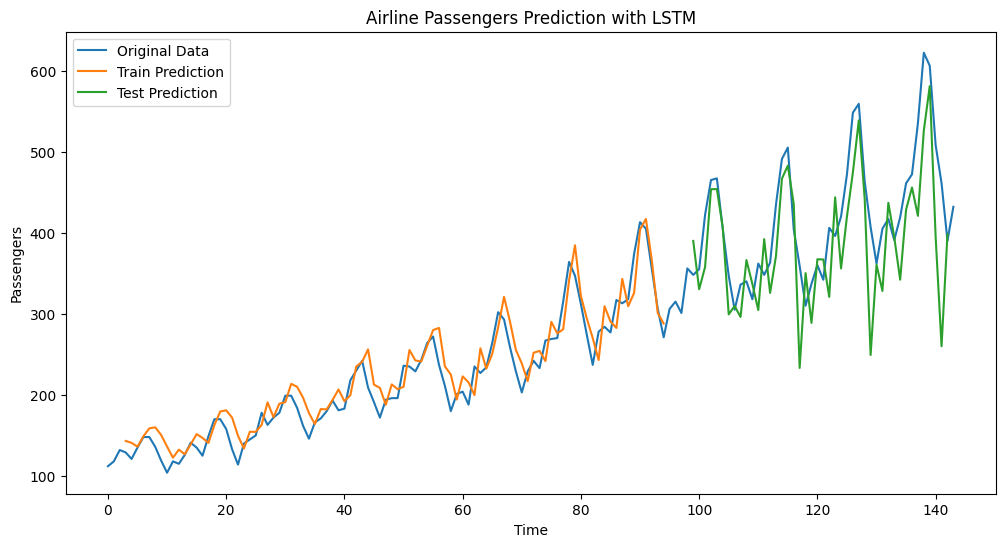 Airline Passengers Prediction with LSTM
Original Data
Train Prediction
Test Prediction
Passengers
600
500
400
300
200
100
0
20
40
60
80
100
120
140
Time